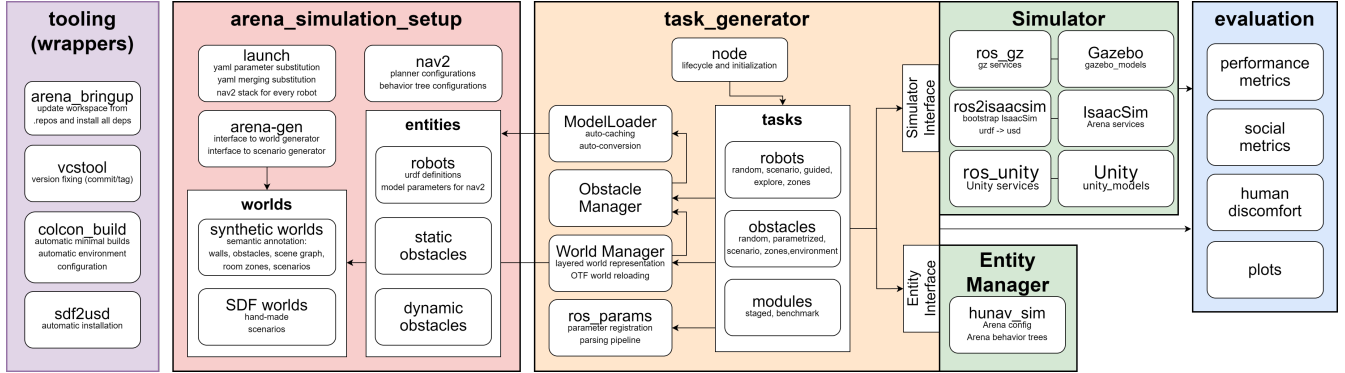 tooling
(wrappers)
arena_bringup
update workspace from
.repos and install all deps
vcstool
version fixing (commit/tag)
colcon_build
automatic minimal builds
automatic environment
configuration
sdf2usd
automatic installation
arena_simulation_setup
launch
yaml parameter substitution
yaml merging substitution
nav2 stack for every robot
nav2
planner configurations
behavior tree configurations
arena-gen
interface to world generator
interface to scenario generator
worlds
synthetic worlds
semantic annotation:
walls, obstacles, scene graph,
room zones, scenarios
SDF worlds
hand-made
scenarios
entities
robots
urdf definitions
model parameters for nav2
static
obstacles
dynamic
obstacles
task_generator
node
lifecycle and initialization
ModelLoader
auto-caching
auto-conversion
Obstacle
Manager
World Manager
layered world representation
OTF world reloading
ros_params
parameter registration
parsing pipeline
tasks
robots
random, scenario, guided,
explore, zones
obstacles
random, parametrized,
scenario, zones,environment
modules
staged, benchmark
Simulator
Interface
Entity
Interface
Simulator
ros_gz
gz services
Gazebo
gazebo_models
ros2isaacsim
bootstrap IsaacSim
urdf -> usd
IsaacSim
Arena services
ros_unity
Unity services
Unity
unity_models
Entity
Manager
hunav_sim
Arena config
Arena behavior trees
evaluation
performance
metrics
social
metrics
human
discomfort
plots